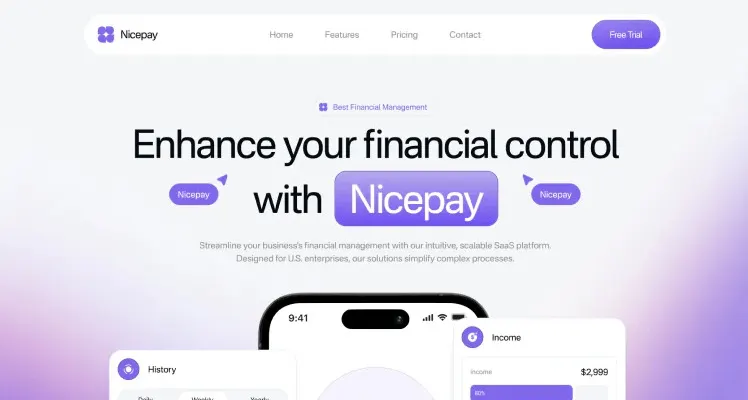 Nicepay
Home
Features
Pricing
Contact
Free Trial
Best Financial Management
Enhance your financial control
with Nicepay
Nicepay
Nicepay
Streamline your business's financial management with our intuitive, scalable SaaS platform.
Designed for U.S. enterprises, our solutions simplify complex processes.
9:41
History
Daily
Weekly
Yearly
Income
Income
$2,999
80%